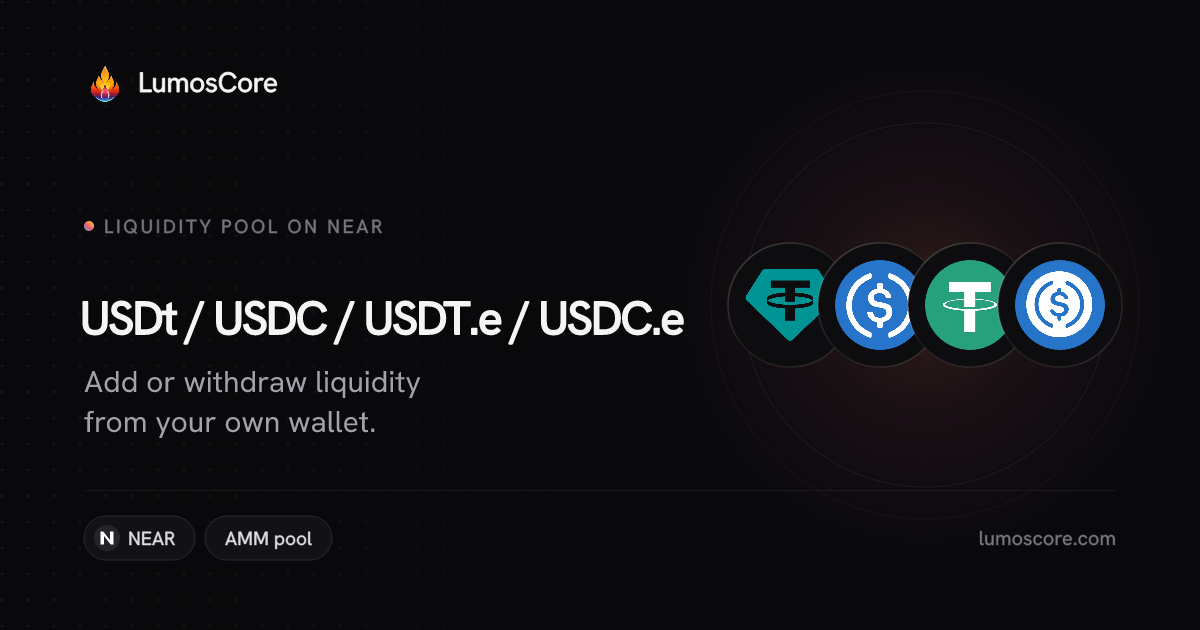 LumosCore
LIQUIDITY POOL ON NEAR
USDt / USDC / USDT.e / USDC.e
Add or withdraw liquidity
from your own wallet.
NEAR
AMM pool
lumoscore.com